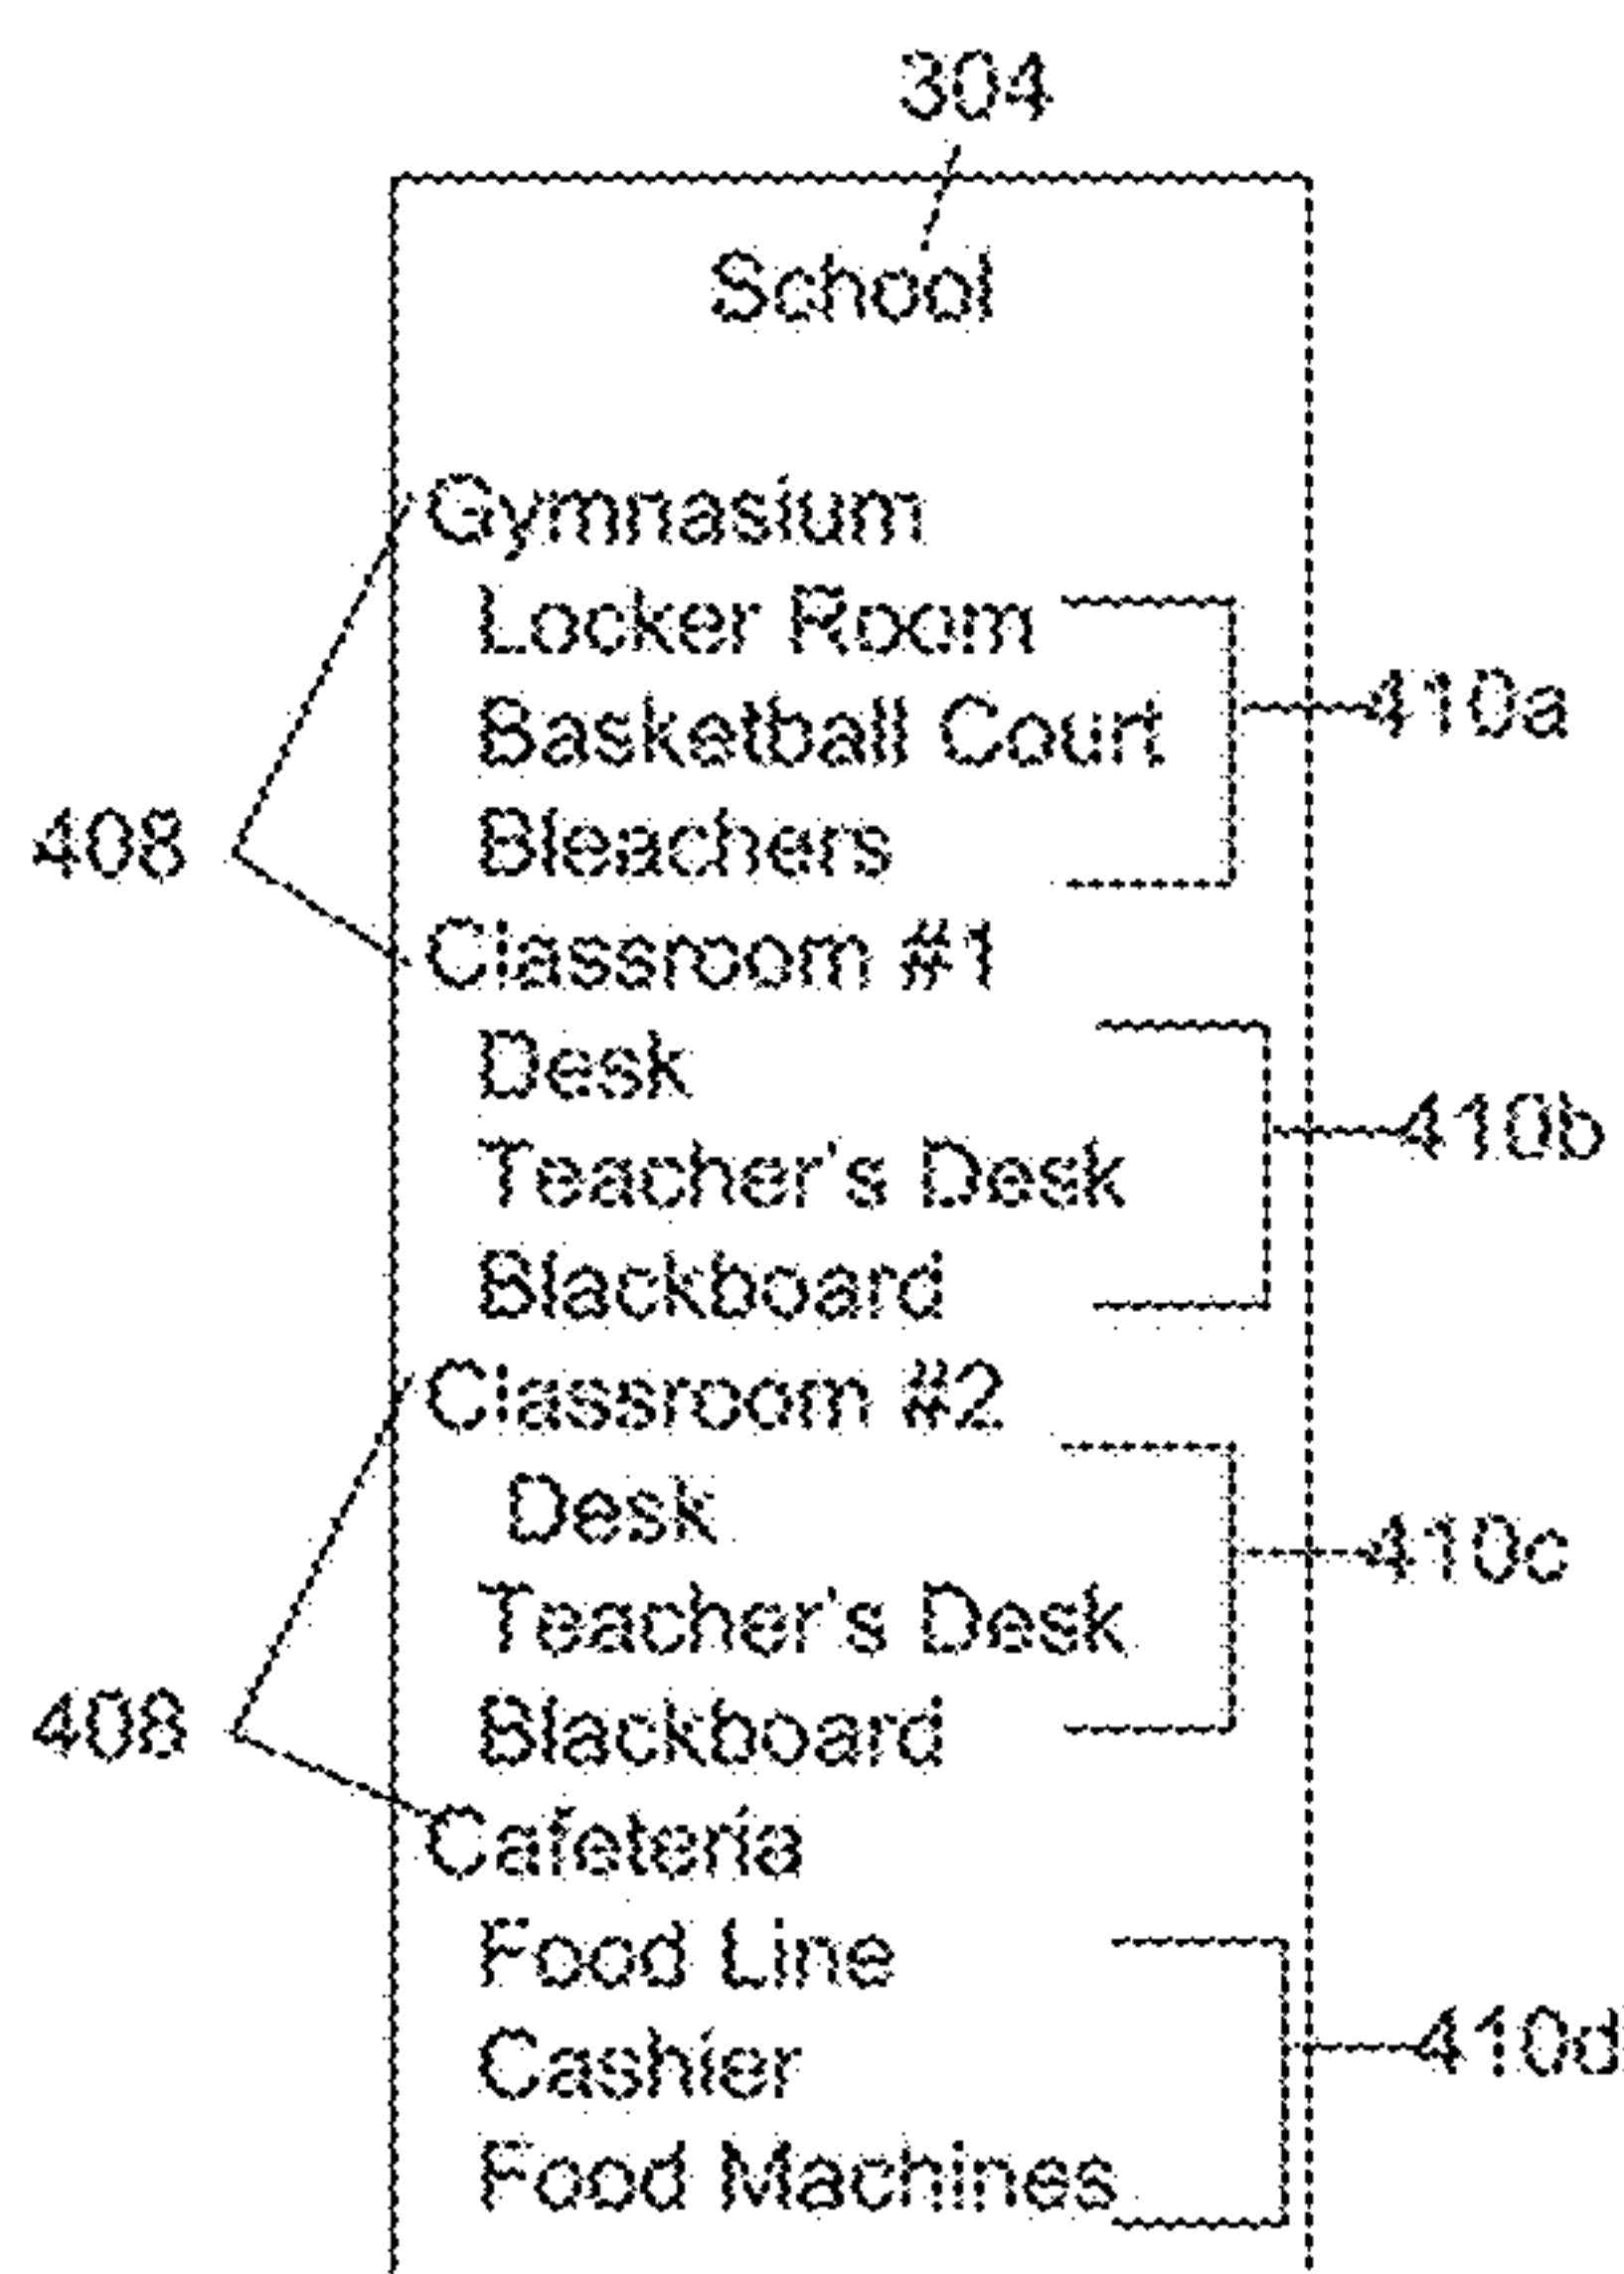 304
School
Gymnasium
Locker Room
Basketball Court
410a
Bleachers
408
Classroom #1
Desk
410b
Teacher's Desk
Blackboard
Classroom #2
Desk
410c
Teacher's Desk
Blackboard
408
Cafeteria
Food Line
Cashier
410d
Food Machines